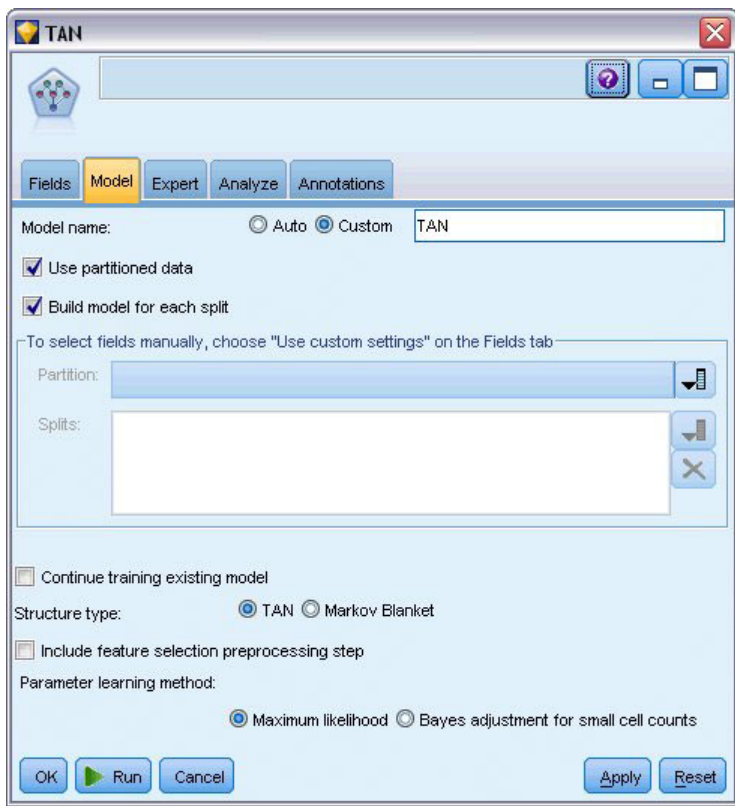 TAN
Fields Model Expert Analyze Annotations
Model name: Auto Custom TAN
Use partitioned data
Build model for each split
To select fields manually, choose "Use custom settings" on the Fields tab
Partition:
Splits:
Continue training existing model
Structure type: TAN Markov Blanket
Include feature selection preprocessing step
Parameter learning method:
Maximum likelihood Bayes adjustment for small cell counts
OK Run Cancel Apply Reset